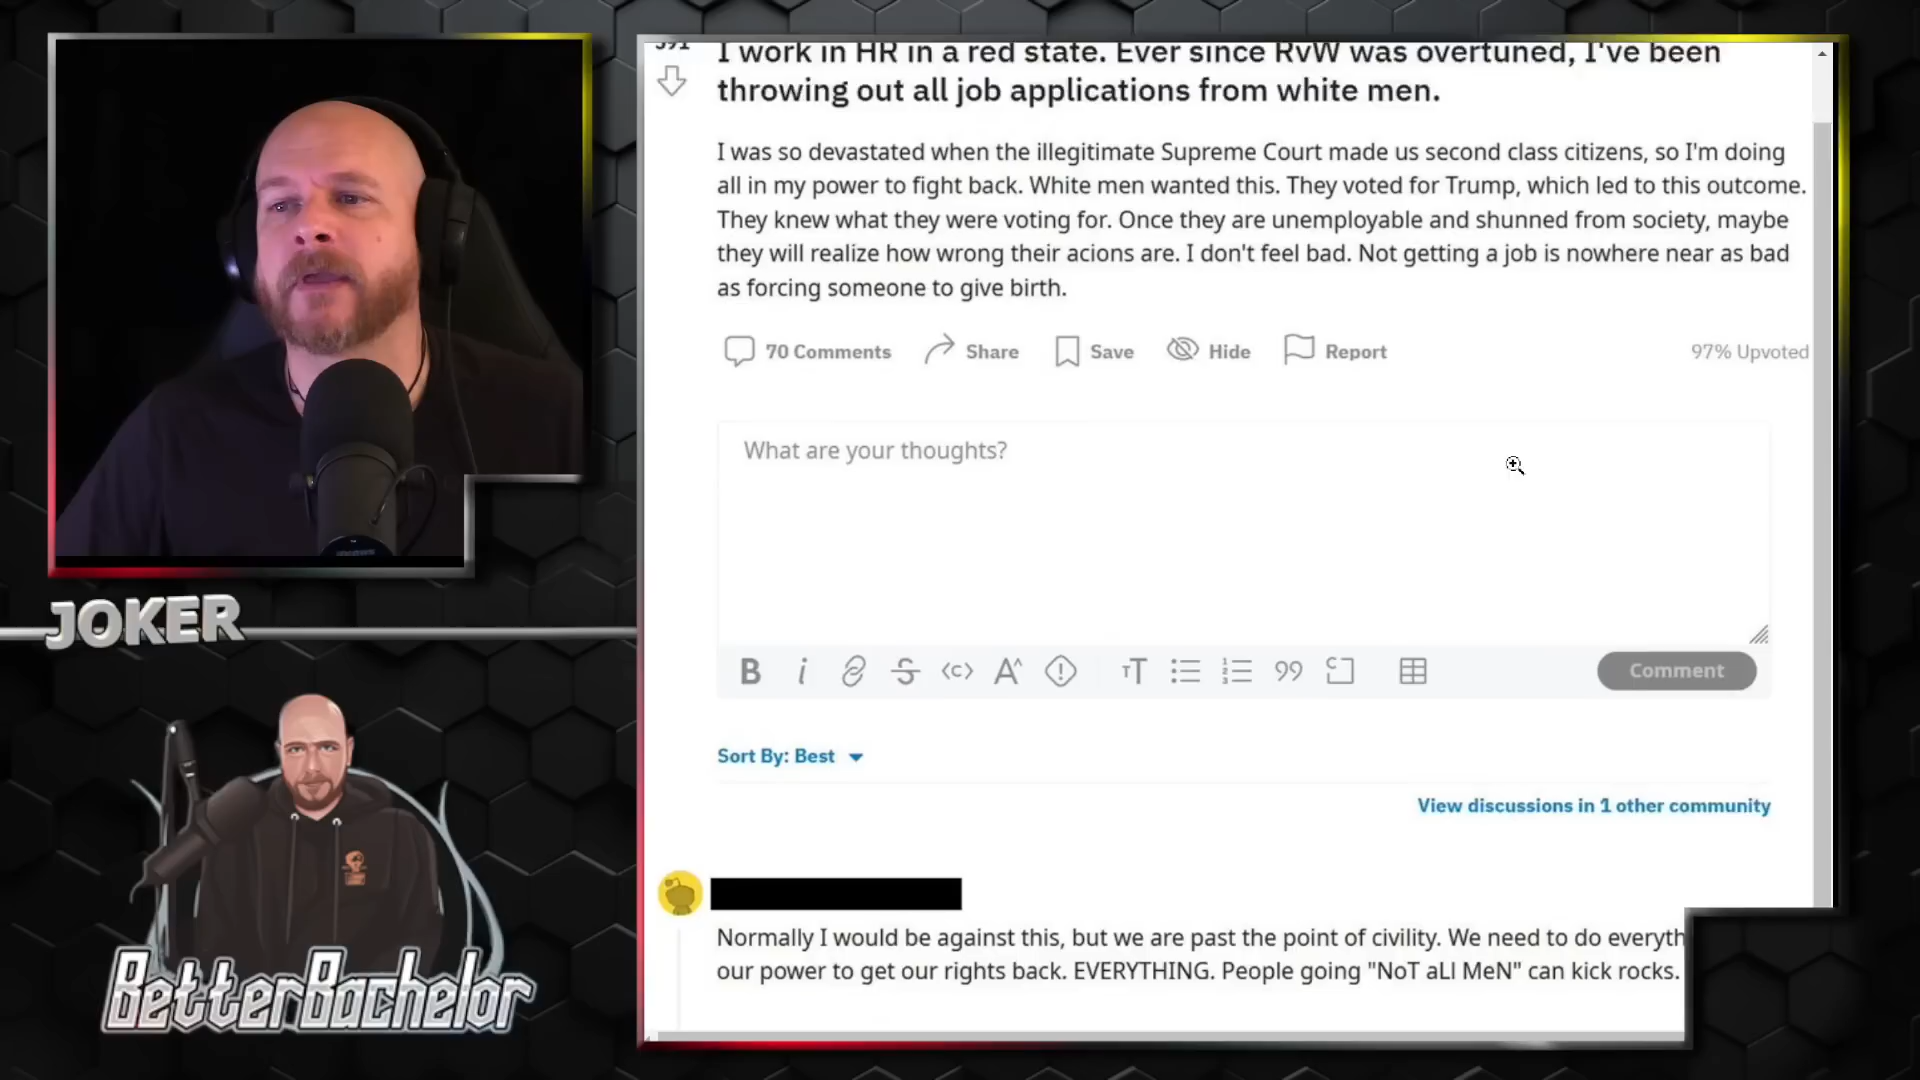 391
I work in HR in a red state. Ever since RvW was overtuned, I've been
throwing out all job applications from white men.
I was so devastated when the illegitimate Supreme Court made us second class citizens, so I'm doing
all in my power to fight back. White men wanted this. They voted for Trump, which led to this outcome.
They knew what they were voting for. Once they are unemployable and shunned from society, maybe
they will realize how wrong their acions are. I don't feel bad. Not getting a job is nowhere near as bad
as forcing someone to give birth.
70 Comments Share Save Hide Report 97% Upvoted
What are your thoughts?
Comment
Sort By: Best
View discussions in 1 other community
Normally I would be against this, but we are past the point of civility. We need to do everyth
our power to get our rights back. EVERYTHING. People going "NoT aLl MeN" can kick rocks.
JOKER
BetterBachelor